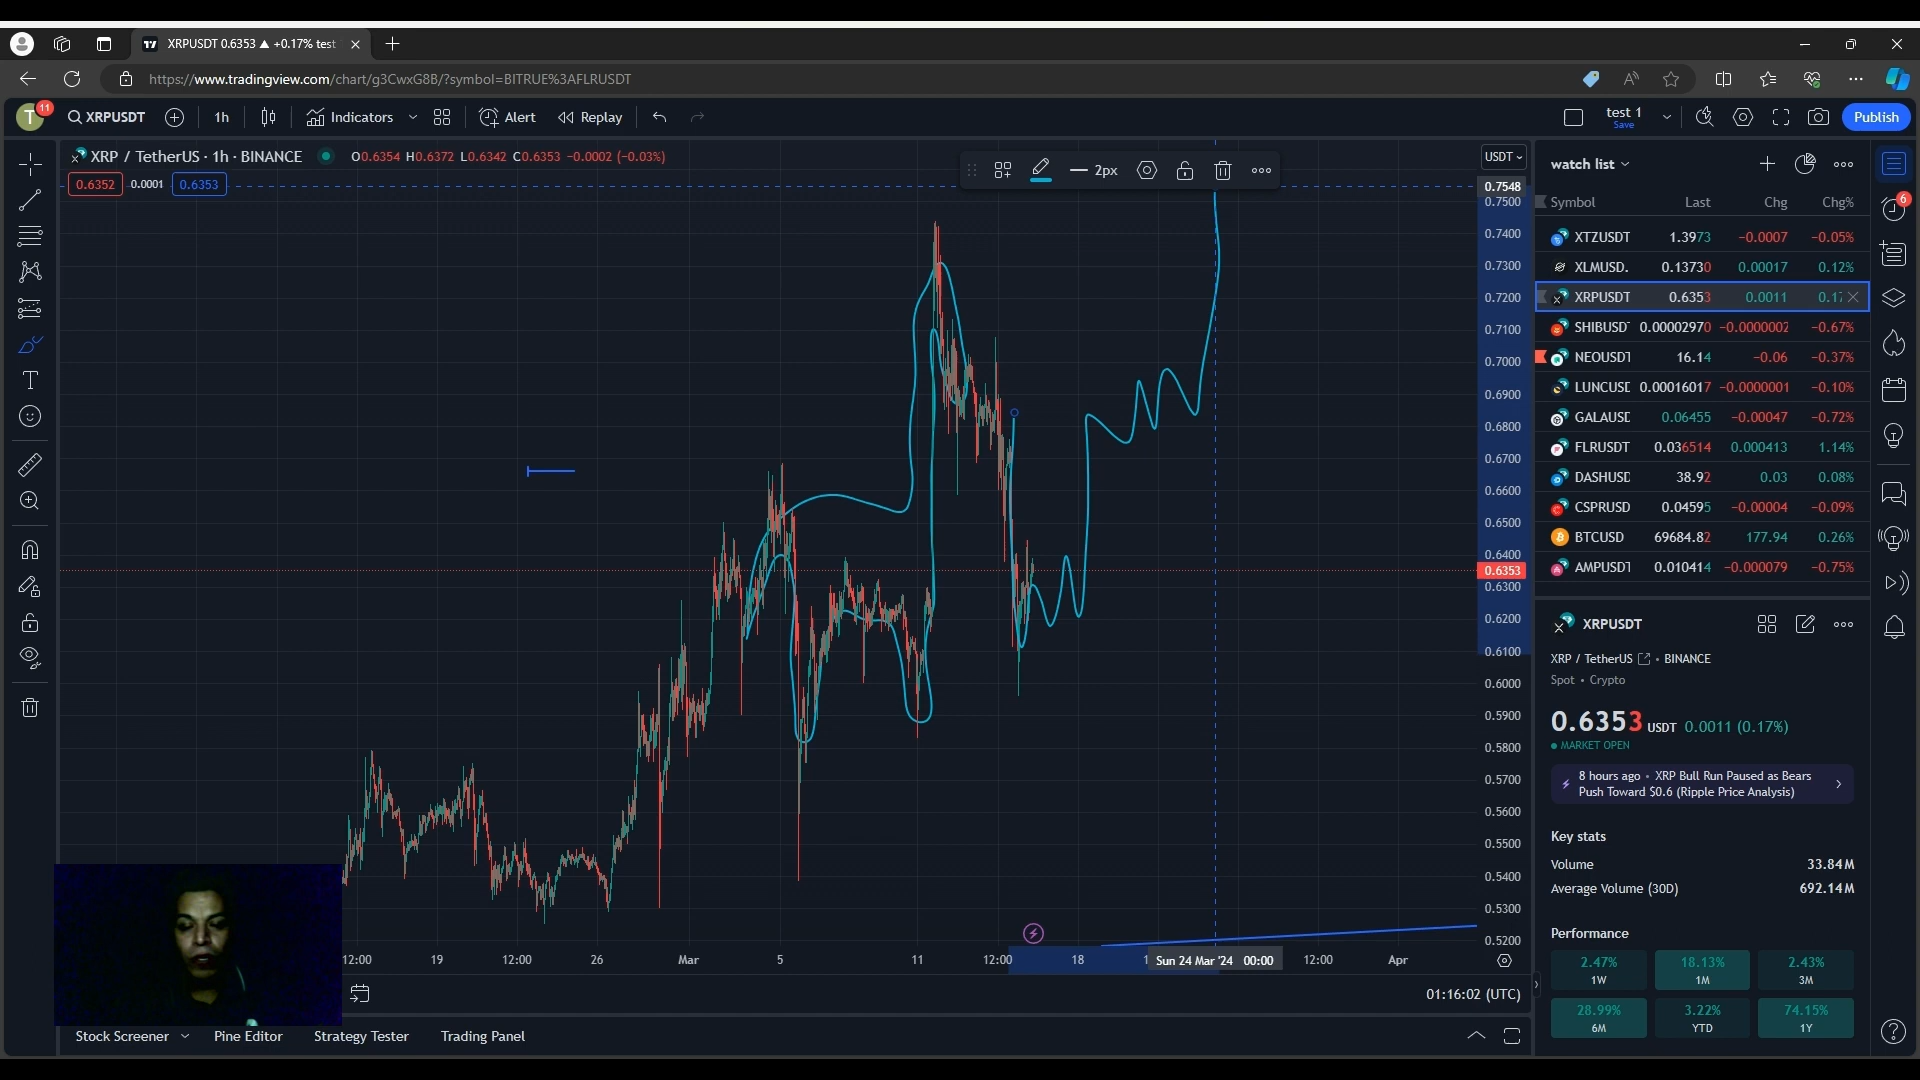 XRPUSDT 0.6353 ▲ +0.17% test
https://www.tradingview.com/chart/g3CwxG8B/?symbol=BITRUE%3AFLRUSDT
T 11 XRPUSDT 1h Indicators Alert Replay test 1 Save Publish
XRP / TetherUS · 1h · BINANCE O0.6354 H0.6372 L0.6342 C0.6353 −0.0002 (−0.03%)
0.6352 0.0001 0.6353
2px
USDT
0.7548
0.7500
0.7400
0.7300
0.7200
0.7100
0.7000
0.6900
0.6800
0.6700
0.6600
0.6500
0.6400
0.6353
0.6300
0.6200
0.6100
0.6000
0.5900
0.5800
0.5700
0.5600
0.5500
0.5400
0.5300
0.5200
12:00 19 12:00 26 Mar 5 11 12:00 18 Sun 24 Mar '24 00:00 12:00 Apr
01:16:02 (UTC)
Stock Screener Pine Editor Strategy Tester Trading Panel
watch list
Symbol Last Chg Chg%
XTZUSDT 1.3973 −0.0007 −0.05%
XLMUSD. 0.13730 0.00017 0.12%
XRPUSDT 0.6353 0.0011 0.17
SHIBUSD 0.00002970 −0.0000002 −0.67%
NEOUSDT 16.14 −0.06 −0.37%
LUNCUSD 0.00016017 −0.0000001 −0.10%
GALAUSD 0.06455 −0.00047 −0.72%
FLRUSDT 0.036514 0.000413 1.14%
DASHUSD 38.92 0.03 0.08%
CSPRUSD 0.04595 −0.00004 −0.09%
BTCUSD 69684.82 177.94 0.26%
AMPUSDT 0.010414 −0.000079 −0.75%
6
XRPUSDT
XRP / TetherUS • BINANCE
Spot • Crypto
0.6353 USDT 0.0011 (0.17%)
MARKET OPEN
8 hours ago • XRP Bull Run Paused as Bears
Push Toward $0.6 (Ripple Price Analysis)
Key stats
Volume 33.84M
Average Volume (30D) 692.14M
Performance
2.47% 18.13% 2.43%
1W 1M 3M
28.99% 3.22% 74.15%
6M YTD 1Y